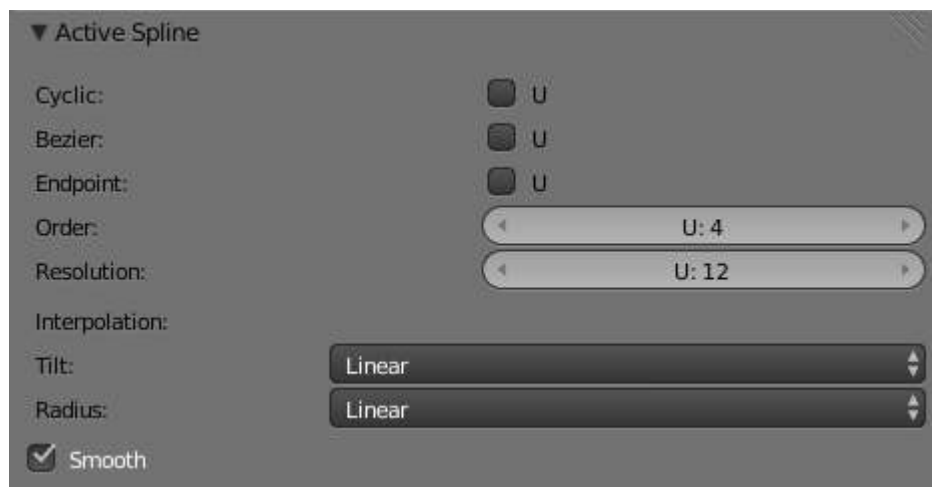 Active Spline
Cyclic: U
Bezier: U
Endpoint: U
Order: U: 4
Resolution: U: 12
Interpolation:
Tilt: Linear
Radius: Linear
Smooth